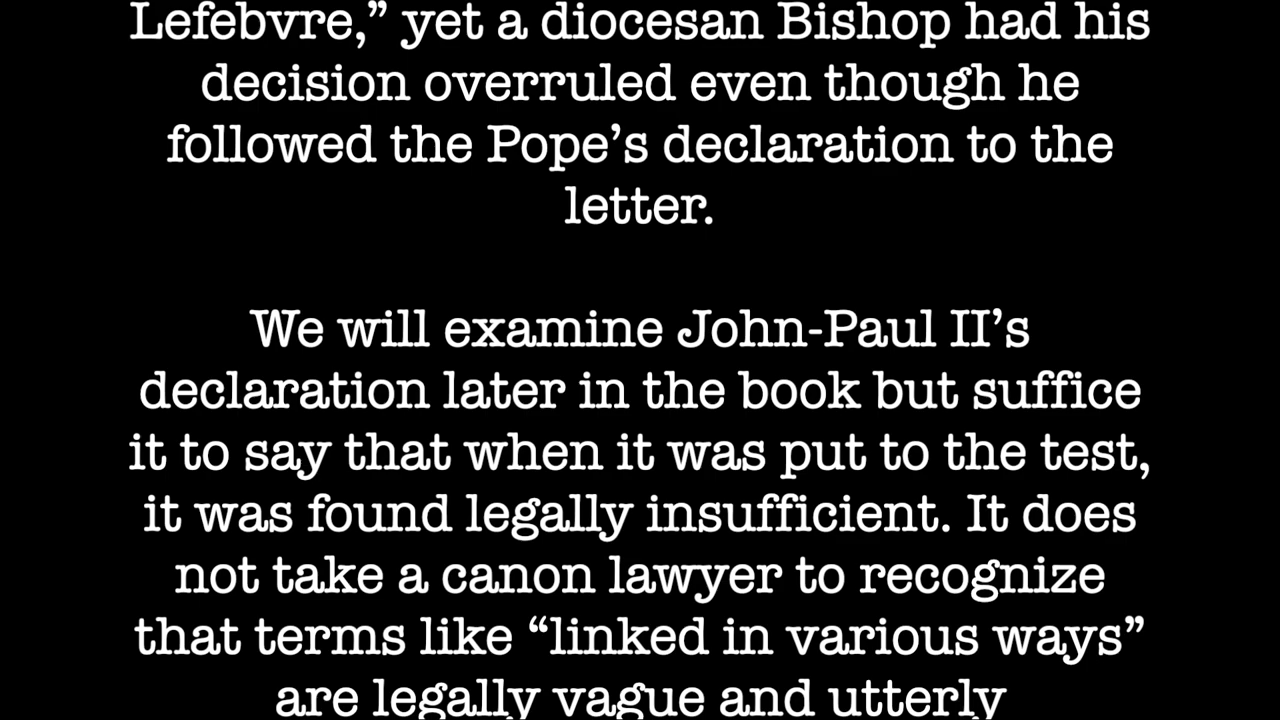 Lefebvre,” yet a diocesan Bishop had his
decision overruled even though he
followed the Pope’s declaration to the
letter.
We will examine John-Paul II’s
declaration later in the book but suffice
it to say that when it was put to the test,
it was found legally insufficient. It does
not take a canon lawyer to recognize
that terms like “linked in various ways”
are legally vague and utterly